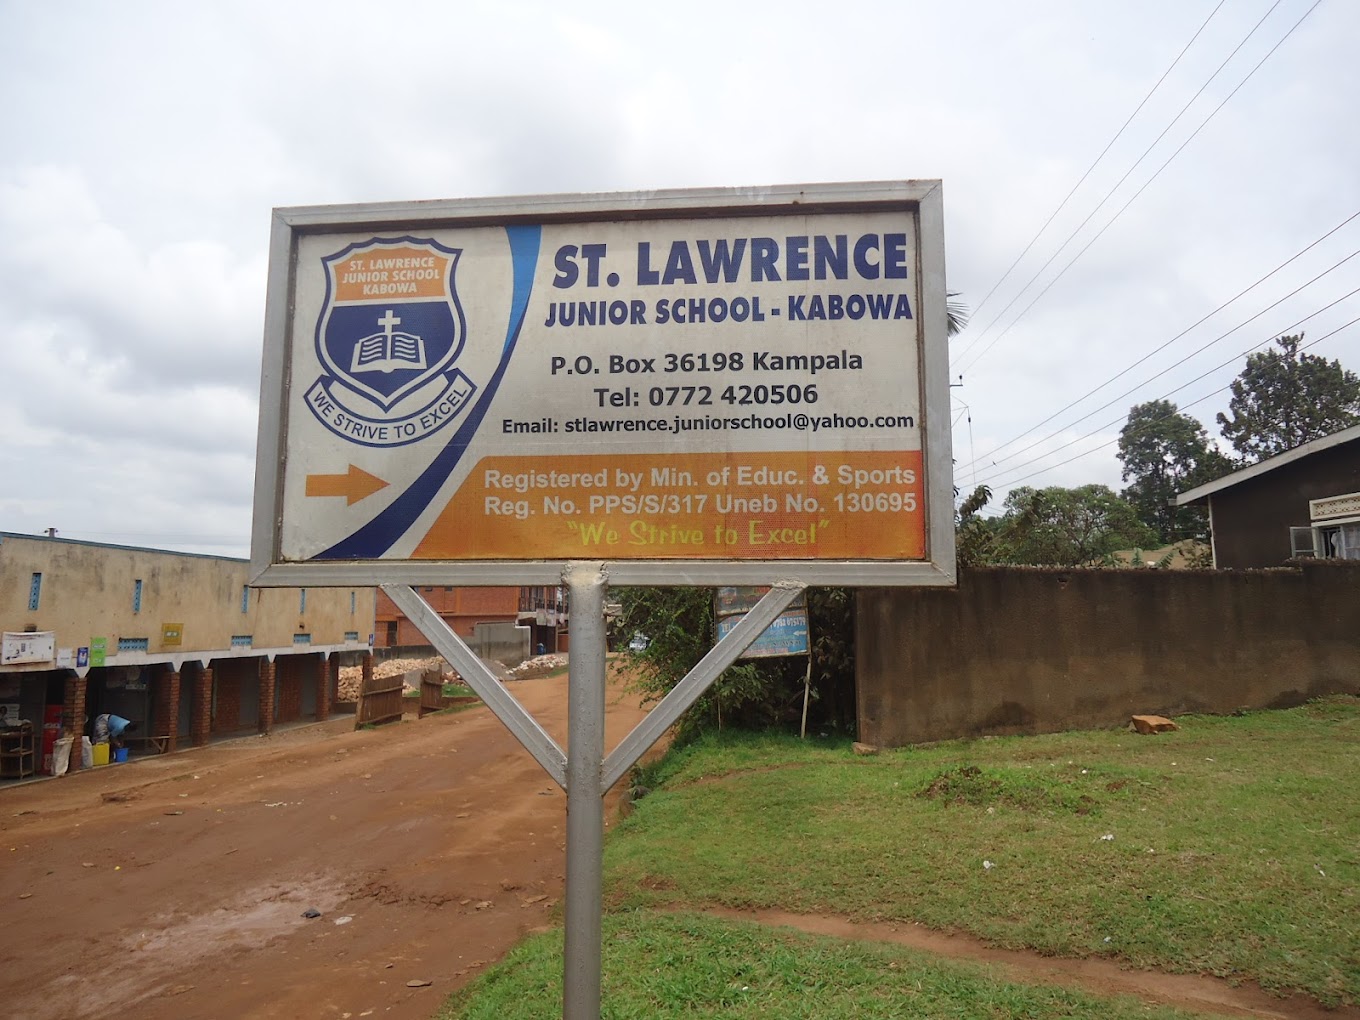 ST. LAWRENCE
JUNIOR SCHOOL
KABOWA
WE STRIVE TO EXCEL
ST. LAWRENCE
JUNIOR SCHOOL - KABOWA
P.O. Box 36198 Kampala
Tel: 0772 420506
Email: stlawrence.juniorschool@yahoo.com
Registered by Min. of Educ. & Sports
Reg. No. PPS/S/317 Uneb No. 130695
"We Strive to Excel"